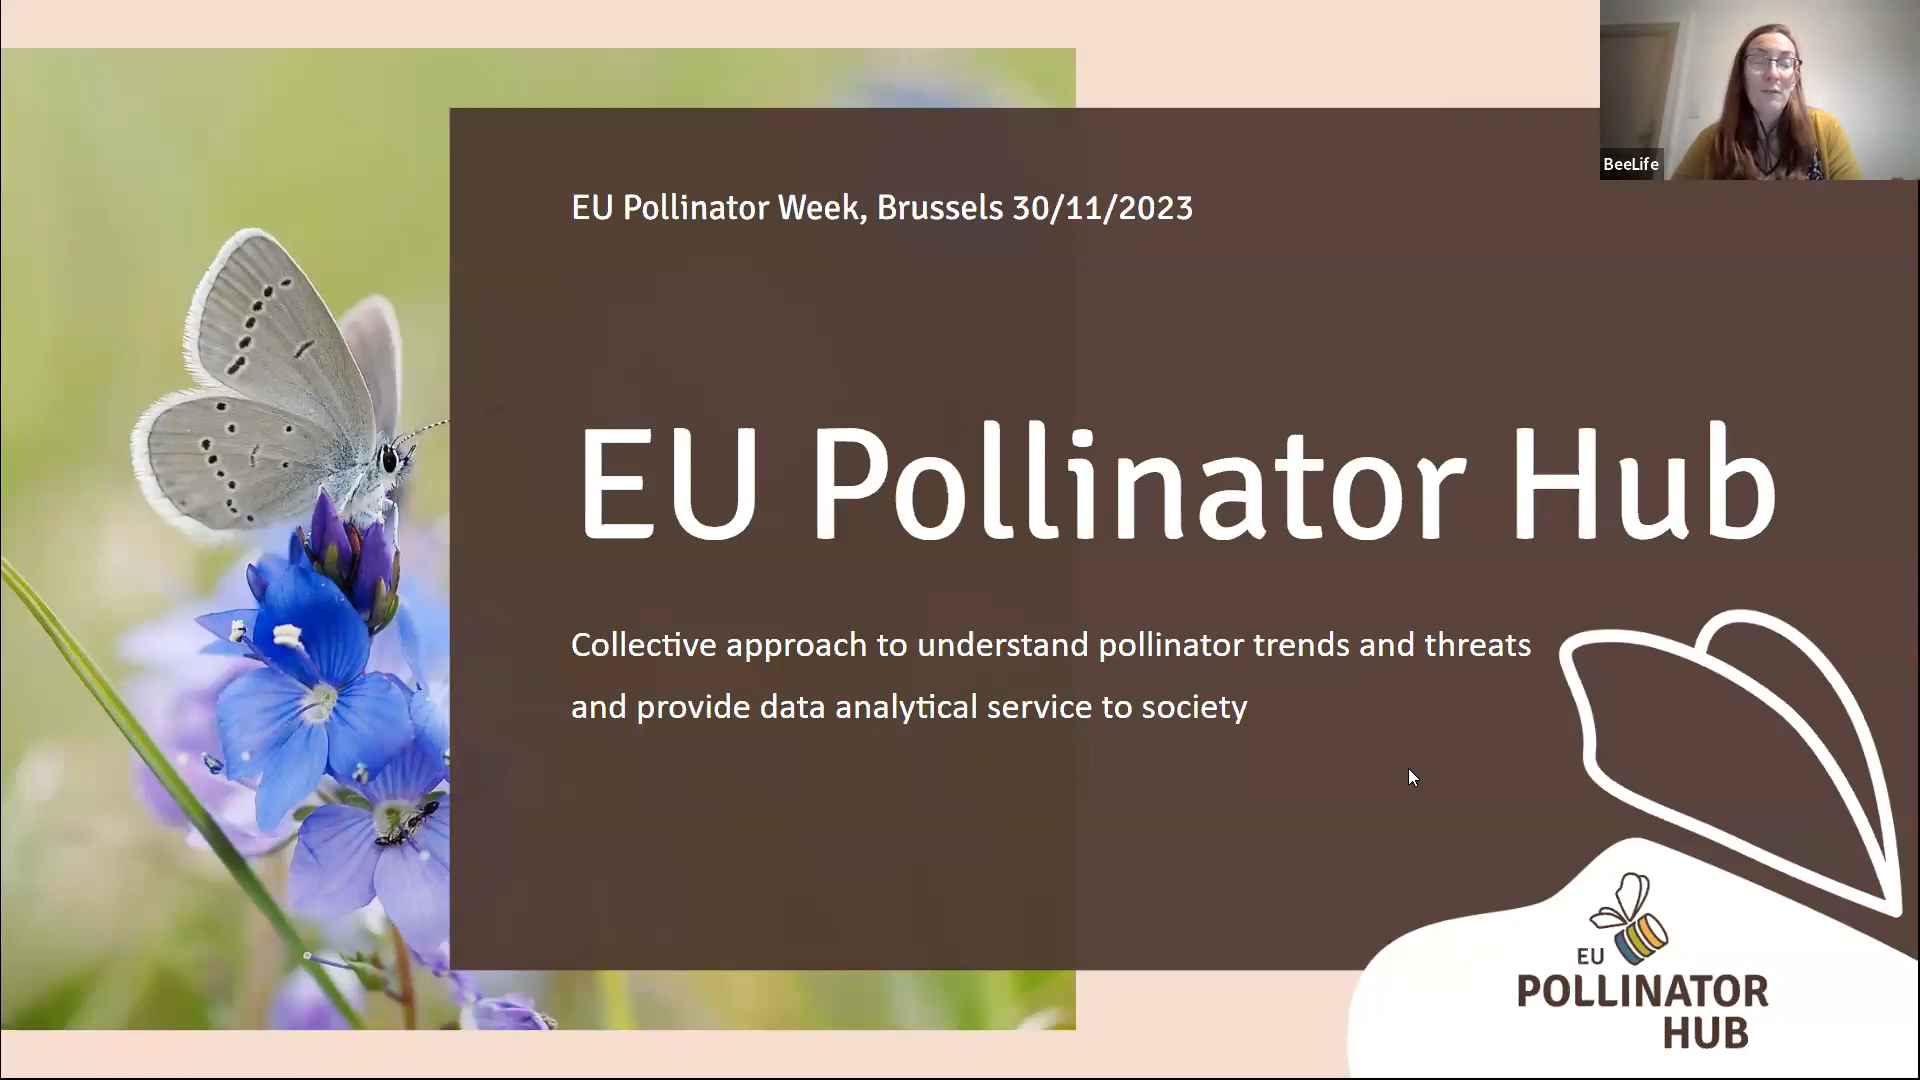 BeeLife
EU Pollinator Week, Brussels 30/11/2023
EU Pollinator Hub
Collective approach to understand pollinator trends and threats
and provide data analytical service to society
EU
POLLINATOR
HUB